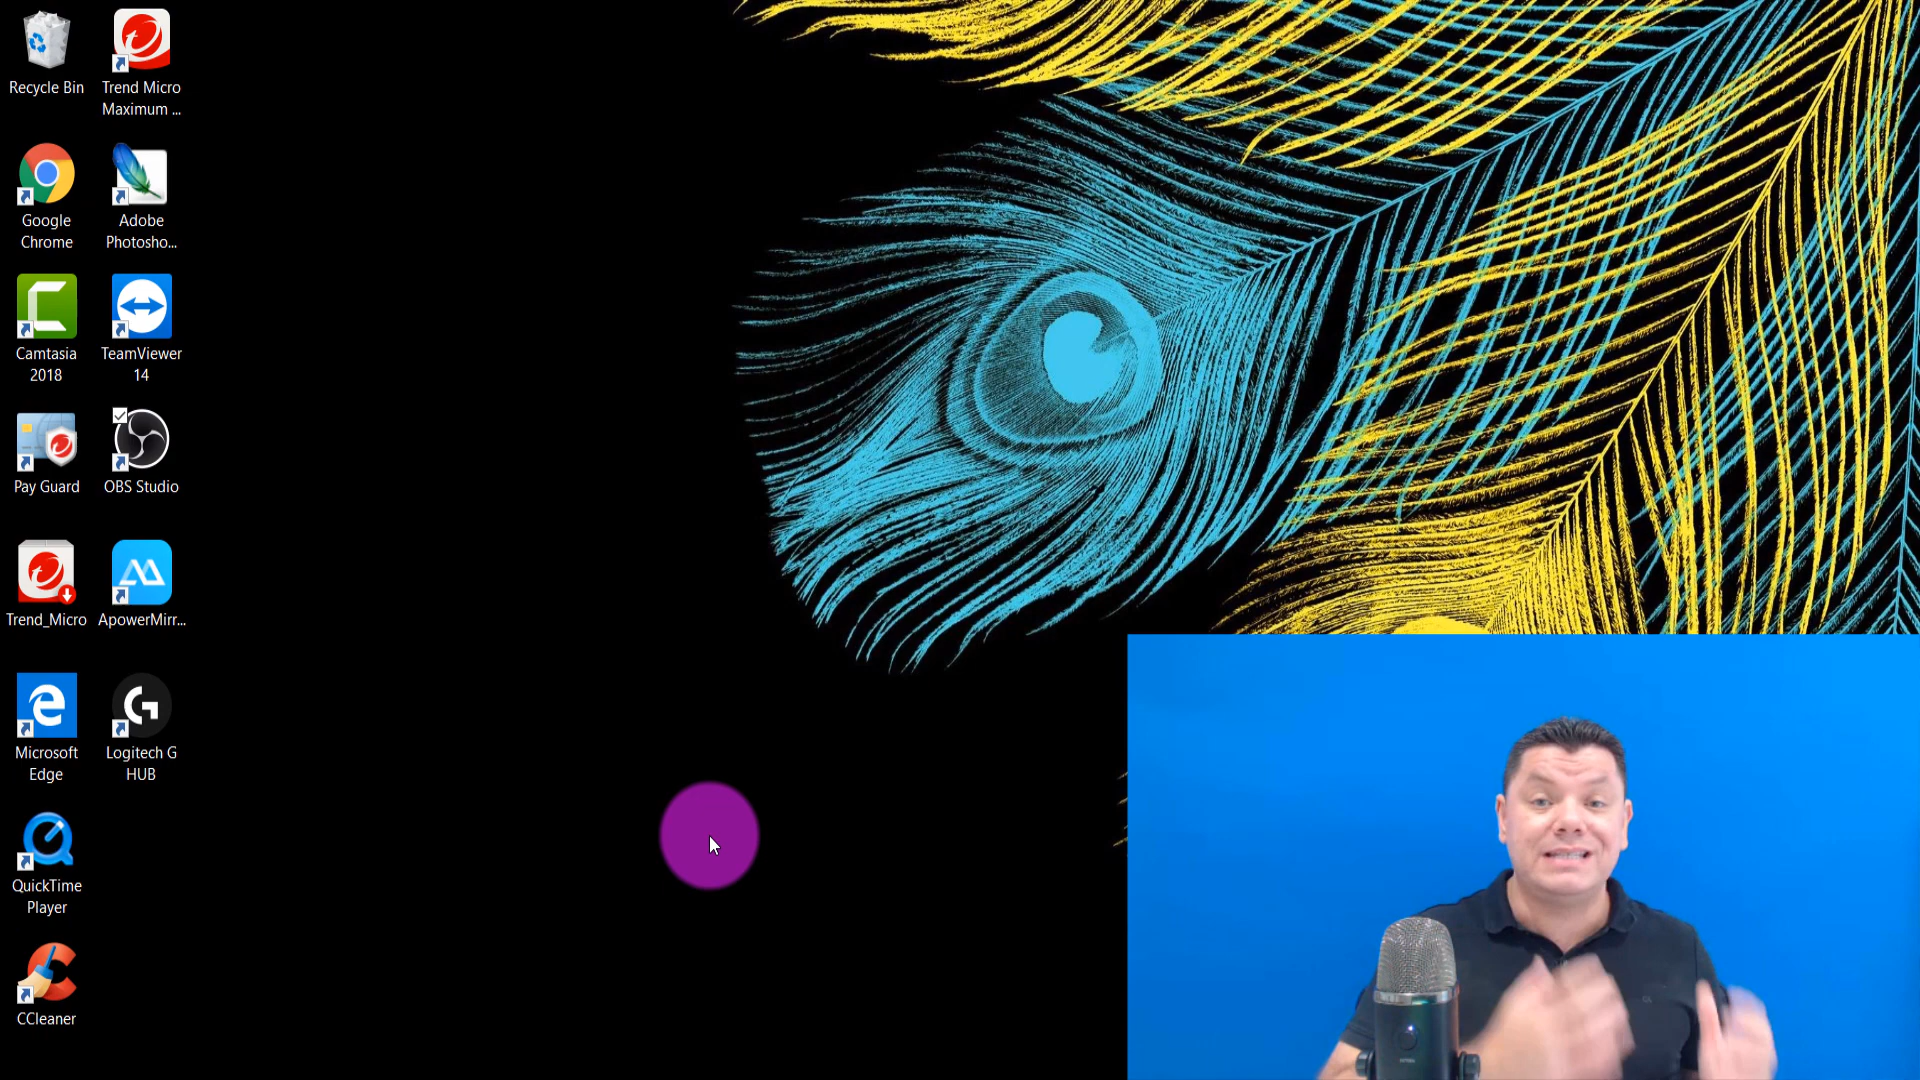 Recycle Bin
Trend Micro
Maximum ...
Google
Chrome
Adobe
Photosho...
Camtasia
2018
TeamViewer
14
Pay Guard
OBS Studio
Trend_Micro
ApowerMirr...
Microsoft
Edge
Logitech G
HUB
QuickTime
Player
CCleaner